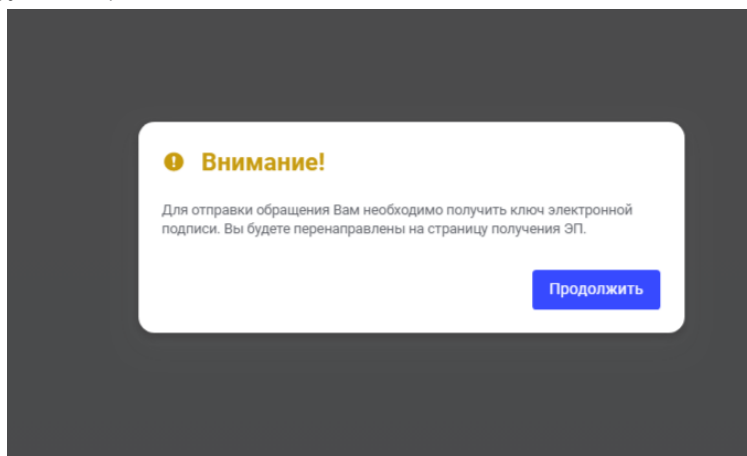 Внимание!
Для отправки обращения Вам необходимо получить ключ электронной
подписи. Вы будете перенаправлены на страницу получения ЭП.
Продолжить